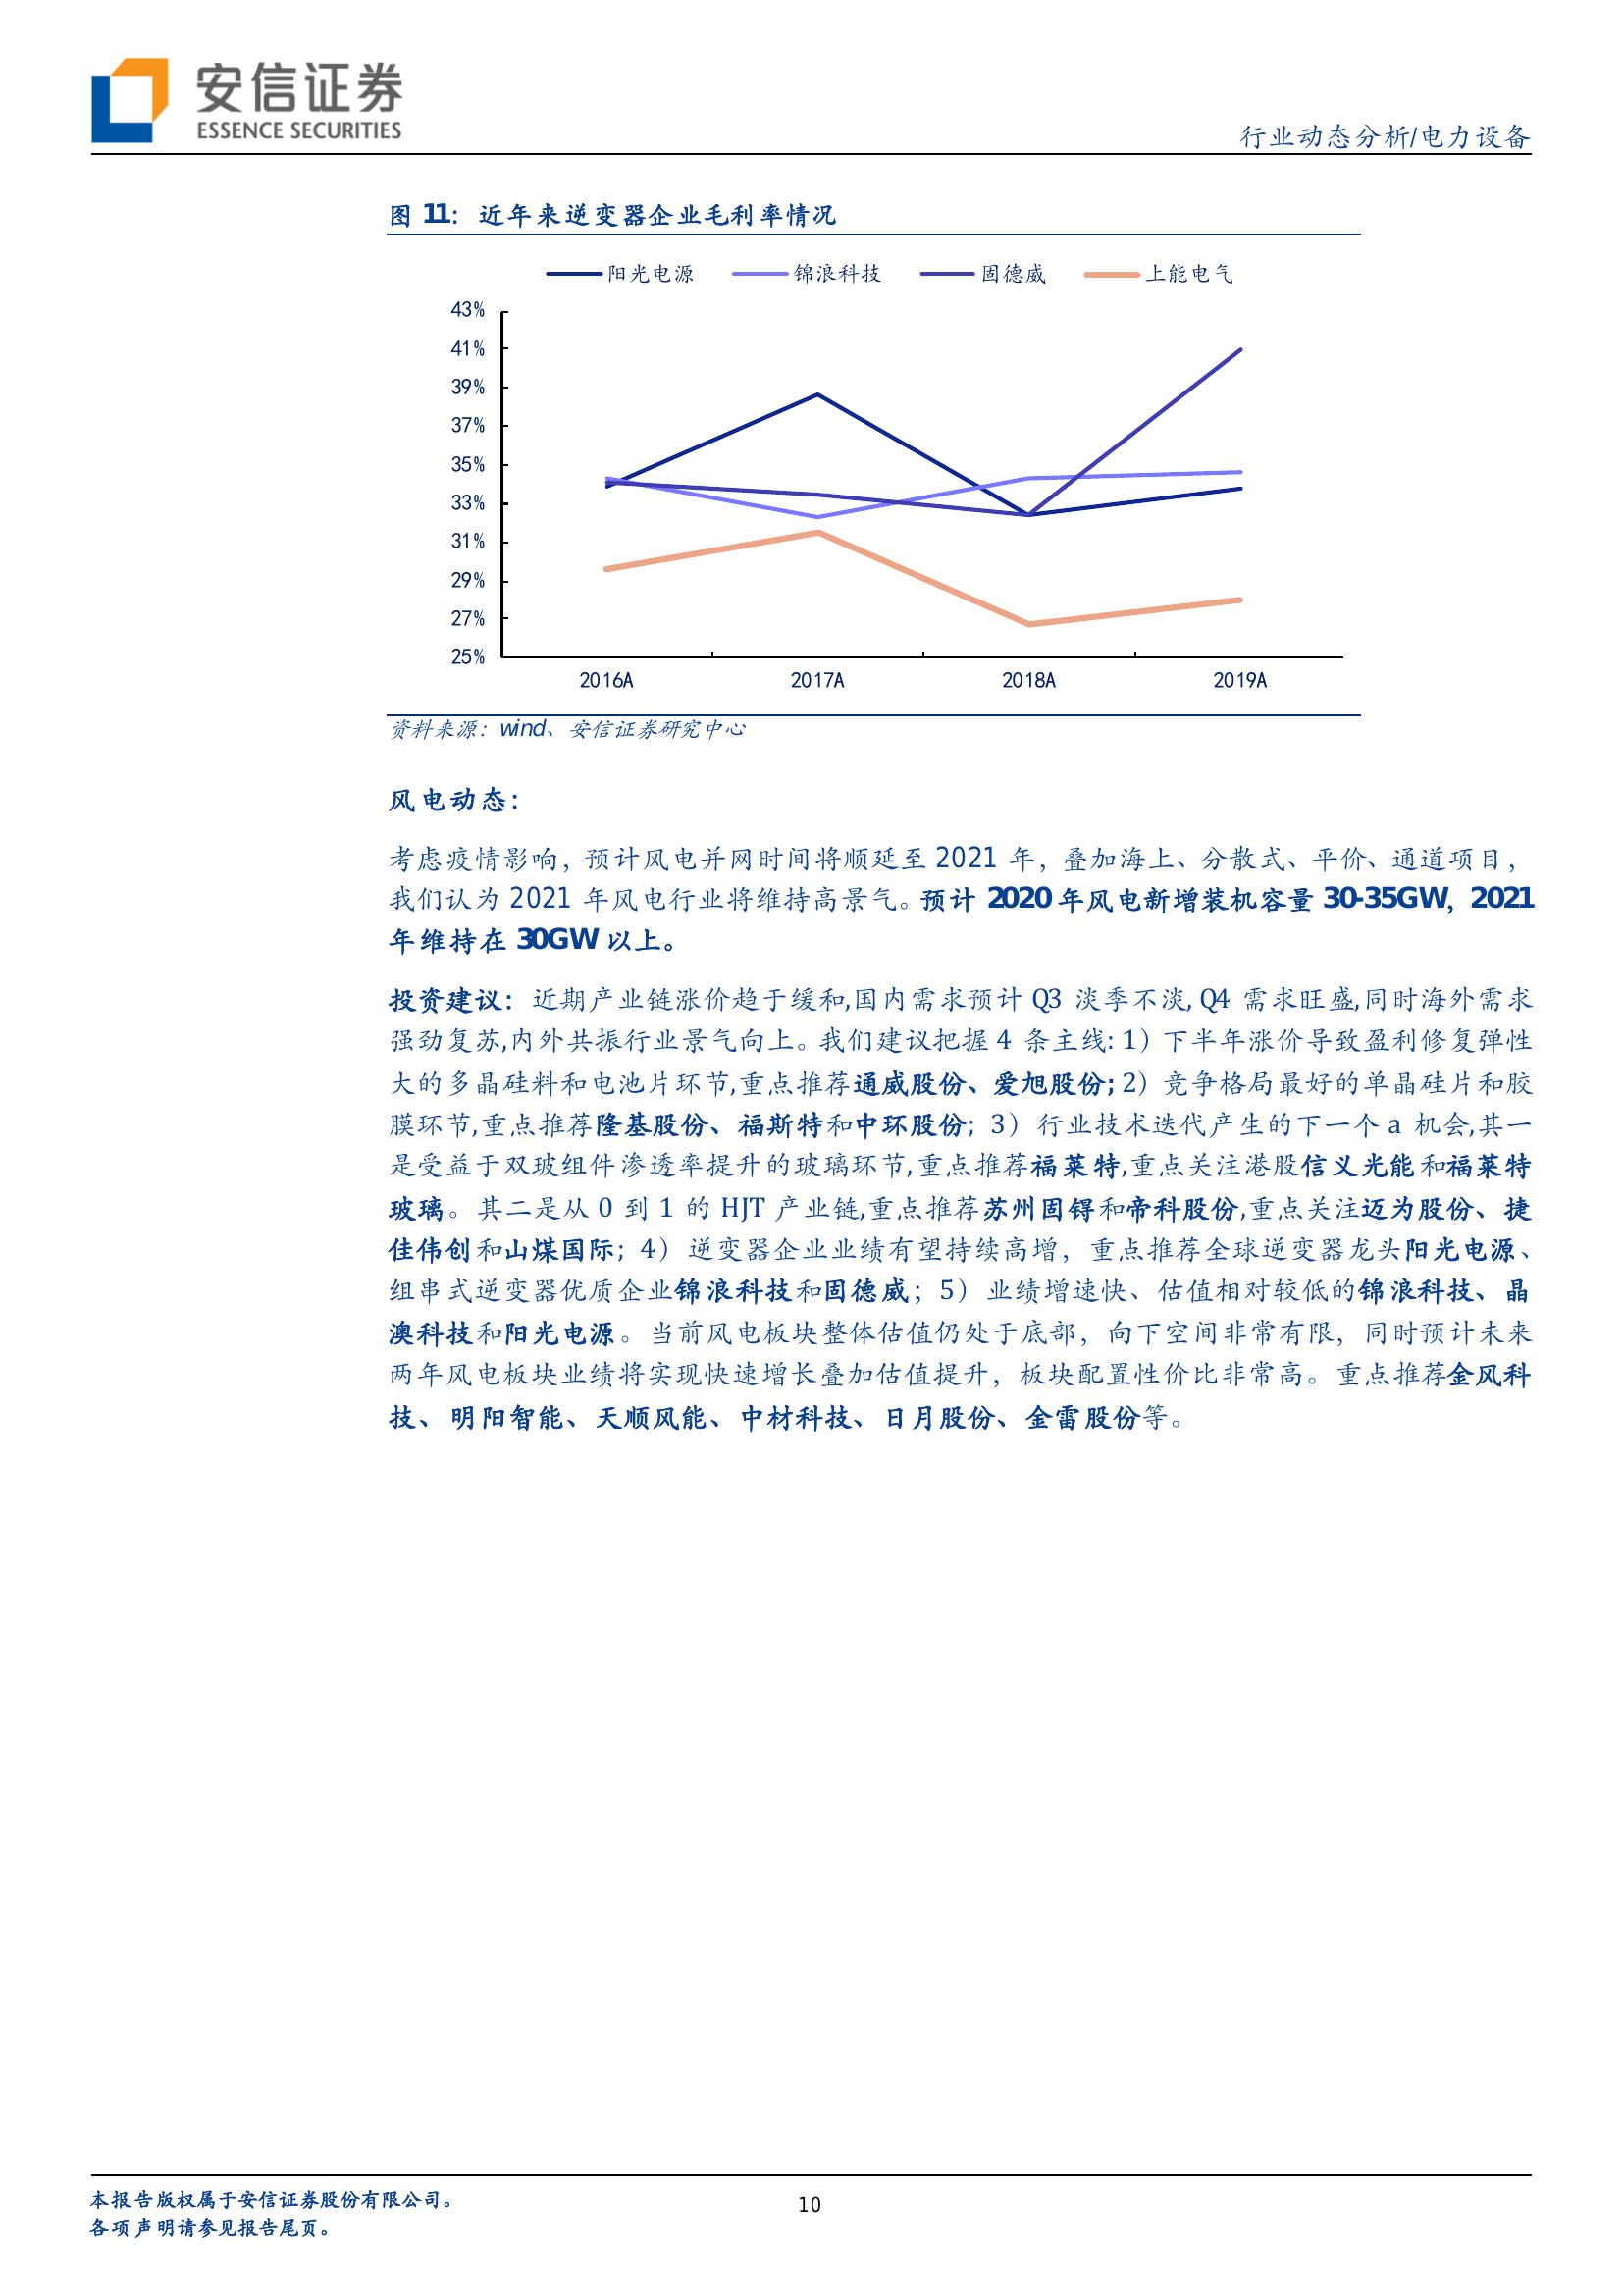 安信证券
ESSENCE SECURITIES
行业动态分析/电力设备
图 11：近年来逆变器企业毛利率情况
阳光电源 锦浪科技 固德威 上能电气
43%
41%
39%
37%
35%
33%
31%
29%
27%
25%
2016A 2017A 2018A 2019A
资料来源：wind、安信证券研究中心
风电动态：
考虑疫情影响，预计风电并网时间将顺延至 2021 年，叠加海上、分散式、平价、通道项目，
我们认为 2021 年风电行业将维持高景气。预计 2020 年风电新增装机容量 30-35GW，2021
年维持在 30GW 以上。
投资建议：近期产业链涨价趋于缓和,国内需求预计 Q3 淡季不淡,Q4 需求旺盛,同时海外需求
强劲复苏,内外共振行业景气向上。我们建议把握 4 条主线: 1）下半年涨价导致盈利修复弹性
大的多晶硅料和电池片环节,重点推荐通威股份、爱旭股份; 2）竞争格局最好的单晶硅片和胶
膜环节,重点推荐隆基股份、福斯特和中环股份；3）行业技术迭代产生的下一个 a 机会,其一
是受益于双玻组件渗透率提升的玻璃环节,重点推荐福莱特,重点关注港股信义光能和福莱特
玻璃。其二是从 0 到 1 的 HJT 产业链,重点推荐苏州固锝和帝科股份,重点关注迈为股份、捷
佳伟创和山煤国际；4）逆变器企业业绩有望持续高增，重点推荐全球逆变器龙头阳光电源、
组串式逆变器优质企业锦浪科技和固德威；5）业绩增速快、估值相对较低的锦浪科技、晶
澳科技和阳光电源。当前风电板块整体估值仍处于底部，向下空间非常有限，同时预计未来
两年风电板块业绩将实现快速增长叠加估值提升，板块配置性价比非常高。重点推荐金风科
技、明阳智能、天顺风能、中材科技、日月股份、金雷股份等。
本报告版权属于安信证券股份有限公司。
各项声明请参见报告尾页。
10